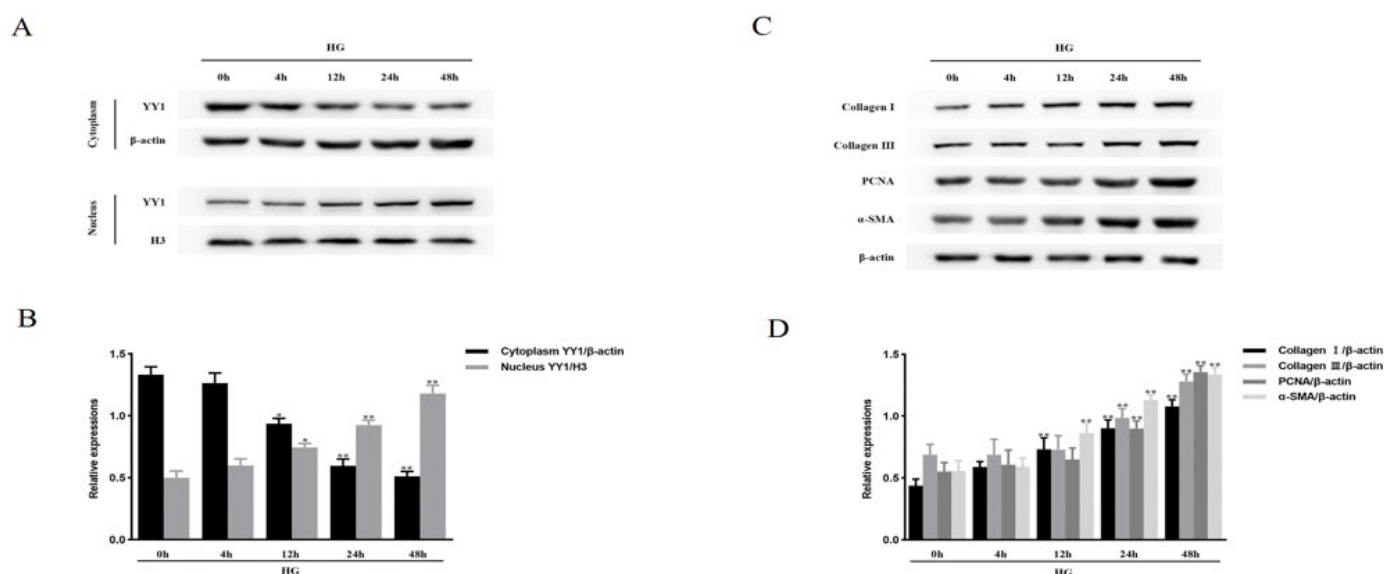 A
HG
0h 4h 12h 24h 48h
Cytoplasm
YY1
β-actin
Nucleus
YY1
H3
B
Cytoplasm YY1/β-actin
Nucleus YY1/H3
Relative expressions
1.5
1.0
0.5
0.0
* * ** ** ** **
0h 4h 12h 24h 48h
HG
C
HG
0h 4h 12h 24h 48h
Collagen I
Collagen III
PCNA
α-SMA
β-actin
D
Collagen Ⅰ/β-actin
Collagen Ⅲ/β-actin
PCNA/β-actin
α-SMA/β-actin
Relative expressions
1.5
1.0
0.5
0.0
** ** ** ** ** ** ** ** ** **
0h 4h 12h 24h 48h
HG